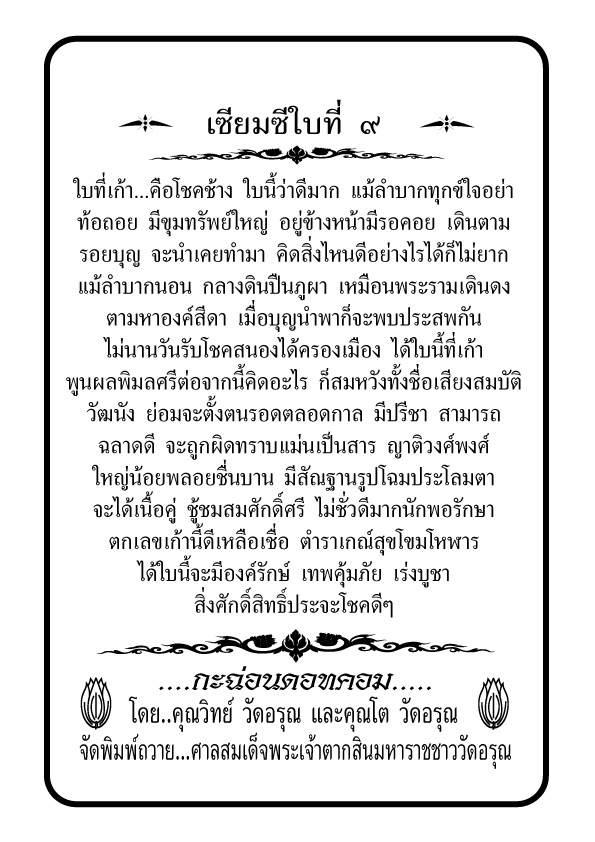 เซียมซีใบที่ ๙
ใบที่เก้า...คือโชคช้าง ใบนี้ว่าดีมาก แม้ลำบากทุกข์ใจอย่า
ท้อถอย มีขุมทรัพย์ใหญ่ อยู่ข้างหน้ามีรอคอย เดินตาม
รอยบุญ จะนำเคยทำมา คิดสิ่งไหนดีอย่างไรได้ก็ไม่ยาก
แม้ลำบากนอน กลางดินปืนภูผา เหมือนพระรามเดินดง
ตามหาองค์สีดา เมื่อบุญนำพาก็จะพบประสพกัน
ไม่นานวันรับโชคสนองได้ครองเมือง ได้ใบนี้ที่เก้า
พูนผลพิมลศรีต่อจากนี้คิดอะไร ก็สมหวังทั้งชื่อเสียงสมบัติ
วัฒนัง ย่อมจะตั้งตนรอดตลอดกาล มีปรีชา สามารถ
ฉลาดดี จะถูกผิดทราบแม่นเป็นสาร ญาติวงศ์พงศ์
ใหญ่น้อยพลอยชื่นบาน มีสัณฐานรูปโฉมประโลมตา
จะได้เนื้อคู่ ชู้ชมสมศักดิ์ศรี ไม่ชั่วดีมากนักพอรักษา
ตกเลขเก้านี้ดีเหลือเชื่อ ตำราเกณ์สุขโขมโหฬาร
ได้ใบนี้จะมีองค์รักษ์ เทพคุ้มภัย เร่งบูชา
สิ่งศักดิ์สิทธิ์ประจะโชคดีๆ
....กะฉ่อนดอทคอม.....
โดย..คุณวิทย์ วัดอรุณ และคุณโต วัดอรุณ
จัดพิมพ์ถวาย...ศาลสมเด็จพระเจ้าตากสินมหาราชชาววัดอรุณ